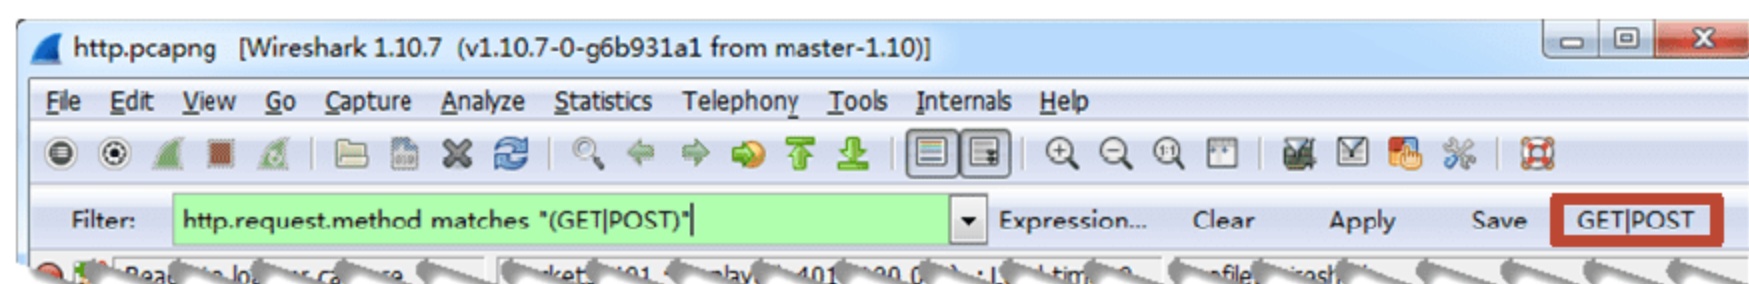 http.pcapng [Wireshark 1.10.7 (v1.10.7-0-g6b931a1 from master-1.10)]
File Edit View Go Capture Analyze Statistics Telephony Tools Internals Help
Filter: http.request.method matches "(GET|POST)" Expression... Clear Apply Save GET|POST